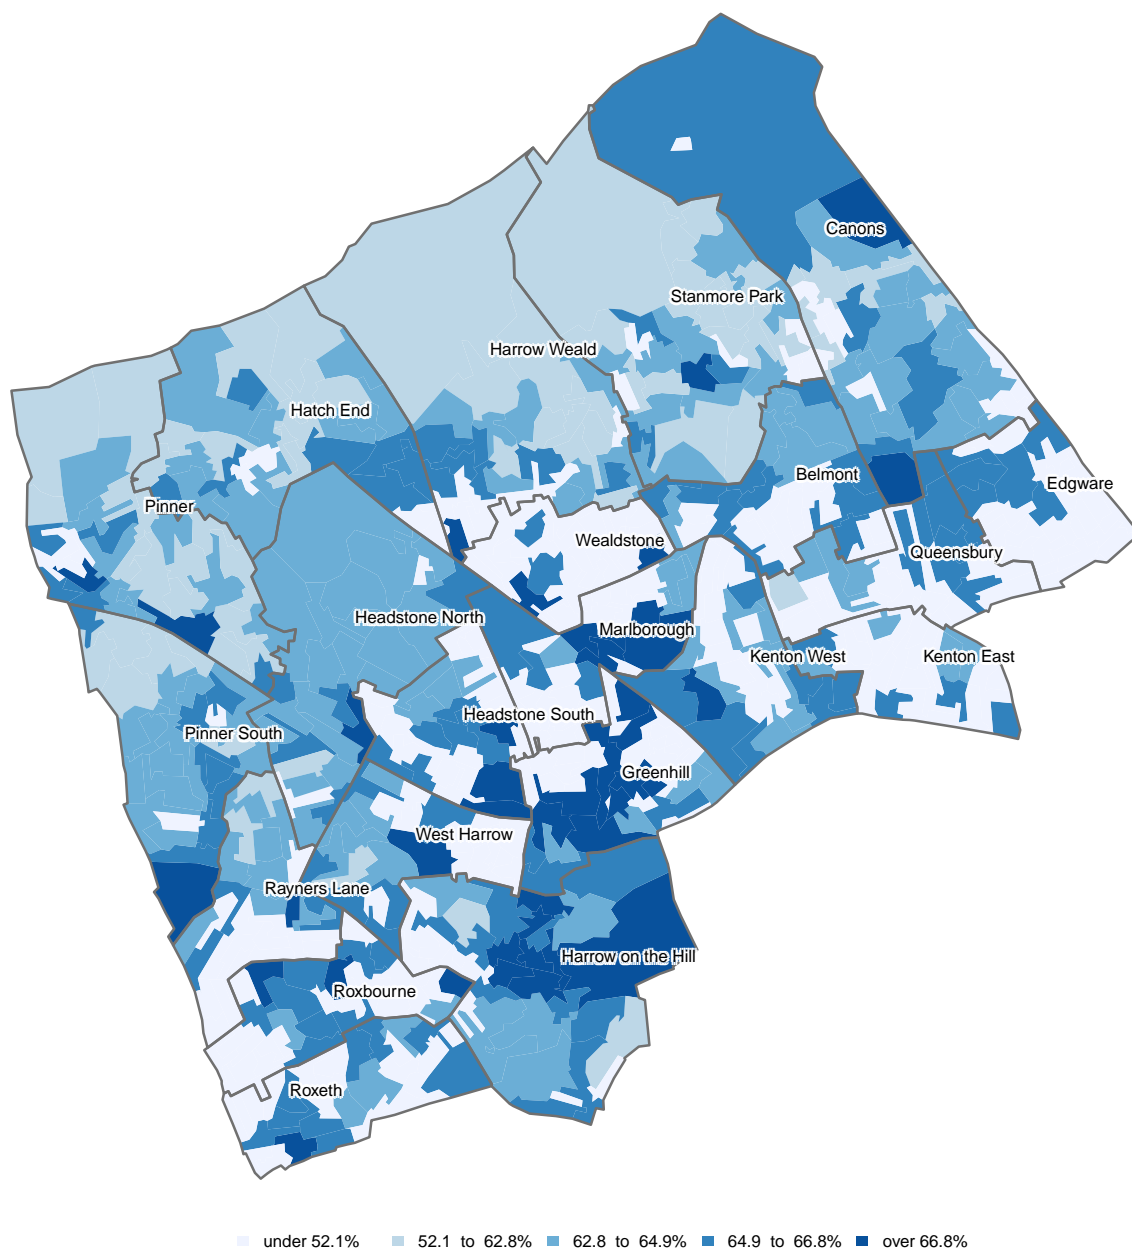 Canons
Stanmore Park
Harrow Weald
Hatch End
Belmont
Edgware
Pinner
Wealdstone
Queensbury
Headstone North
Marlborough
Kenton West
Kenton East
Headstone South
Pinner South
Greenhill
West Harrow
Rayners Lane
Harrow on the Hill
Roxbourne
Roxeth
under 52.1% 52.1 to 62.8% 62.8 to 64.9% 64.9 to 66.8% over 66.8%